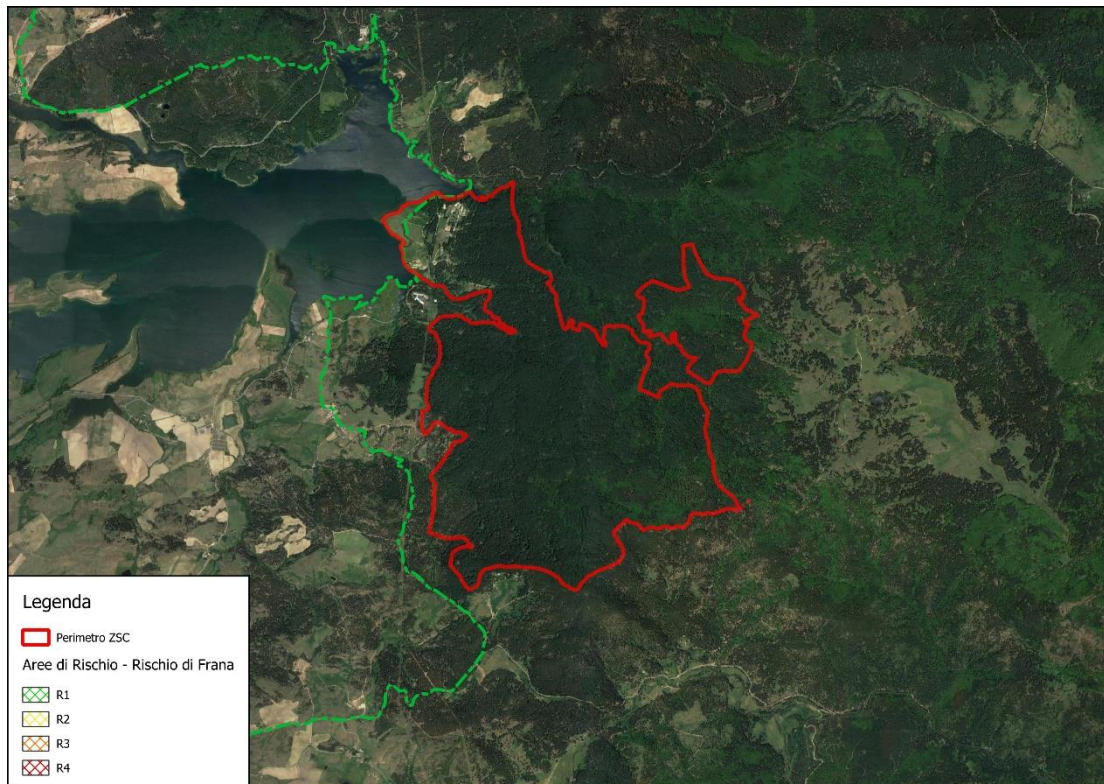 Legenda
Perimetro ZSC
Aree di Rischio - Rischio di Frana
R1
R2
R3
R4